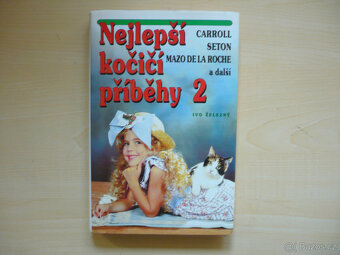 Nejlepší
kočičí
příběhy 2
CARROLL
SETON
MAZO DE LA ROCHE
a další
IVO ŽELEZNÝ